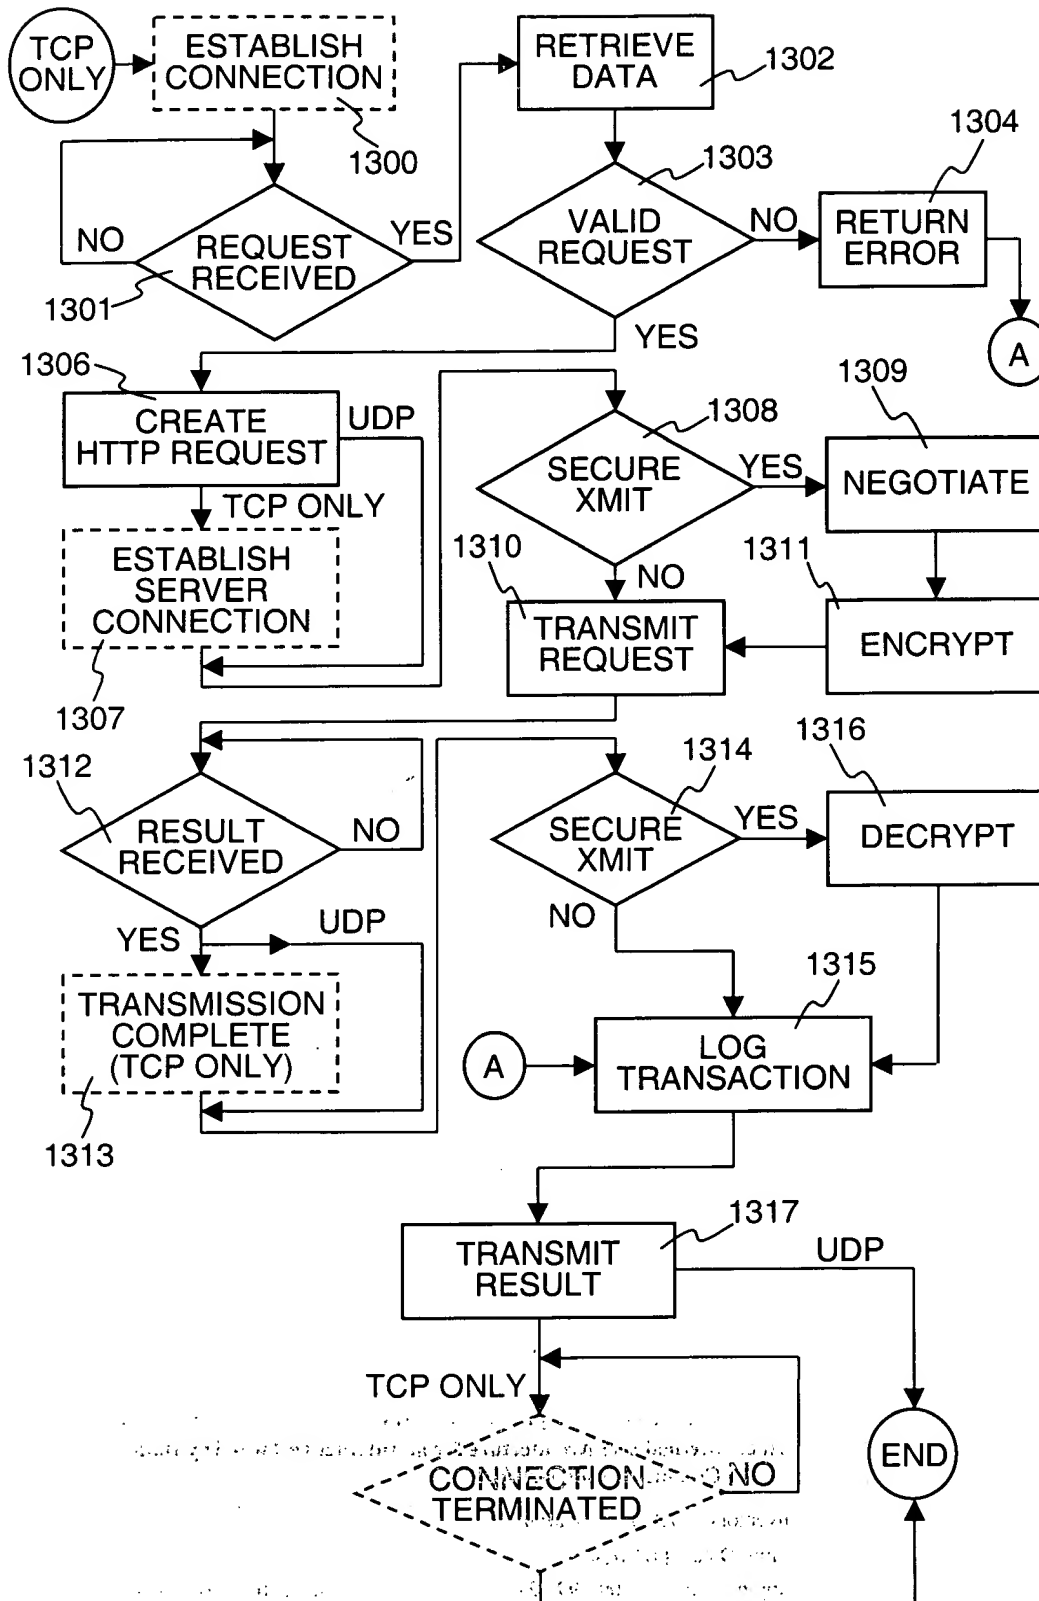 TCP
ONLY
ESTABLISH
CONNECTION
1300
RETRIEVE
DATA
1302
1303
1304
NO
REQUEST
RECEIVED
YES
1301
VALID
REQUEST
NO
RETURN
ERROR
YES
A
1306
CREATE
HTTP REQUEST
UDP
TCP ONLY
1308
SECURE
XMIT
YES
1309
NEGOTIATE
ESTABLISH
SERVER
CONNECTION
1307
1310
NO
TRANSMIT
REQUEST
1311
ENCRYPT
1312
RESULT
RECEIVED
NO
YES
UDP
1314
SECURE
XMIT
YES
1316
DECRYPT
NO
TRANSMISSION
COMPLETE
(TCP ONLY)
1313
A
1315
LOG
TRANSACTION
1317
TRANSMIT
RESULT
UDP
TCP ONLY
CONNECTION
TERMINATED
NO
END